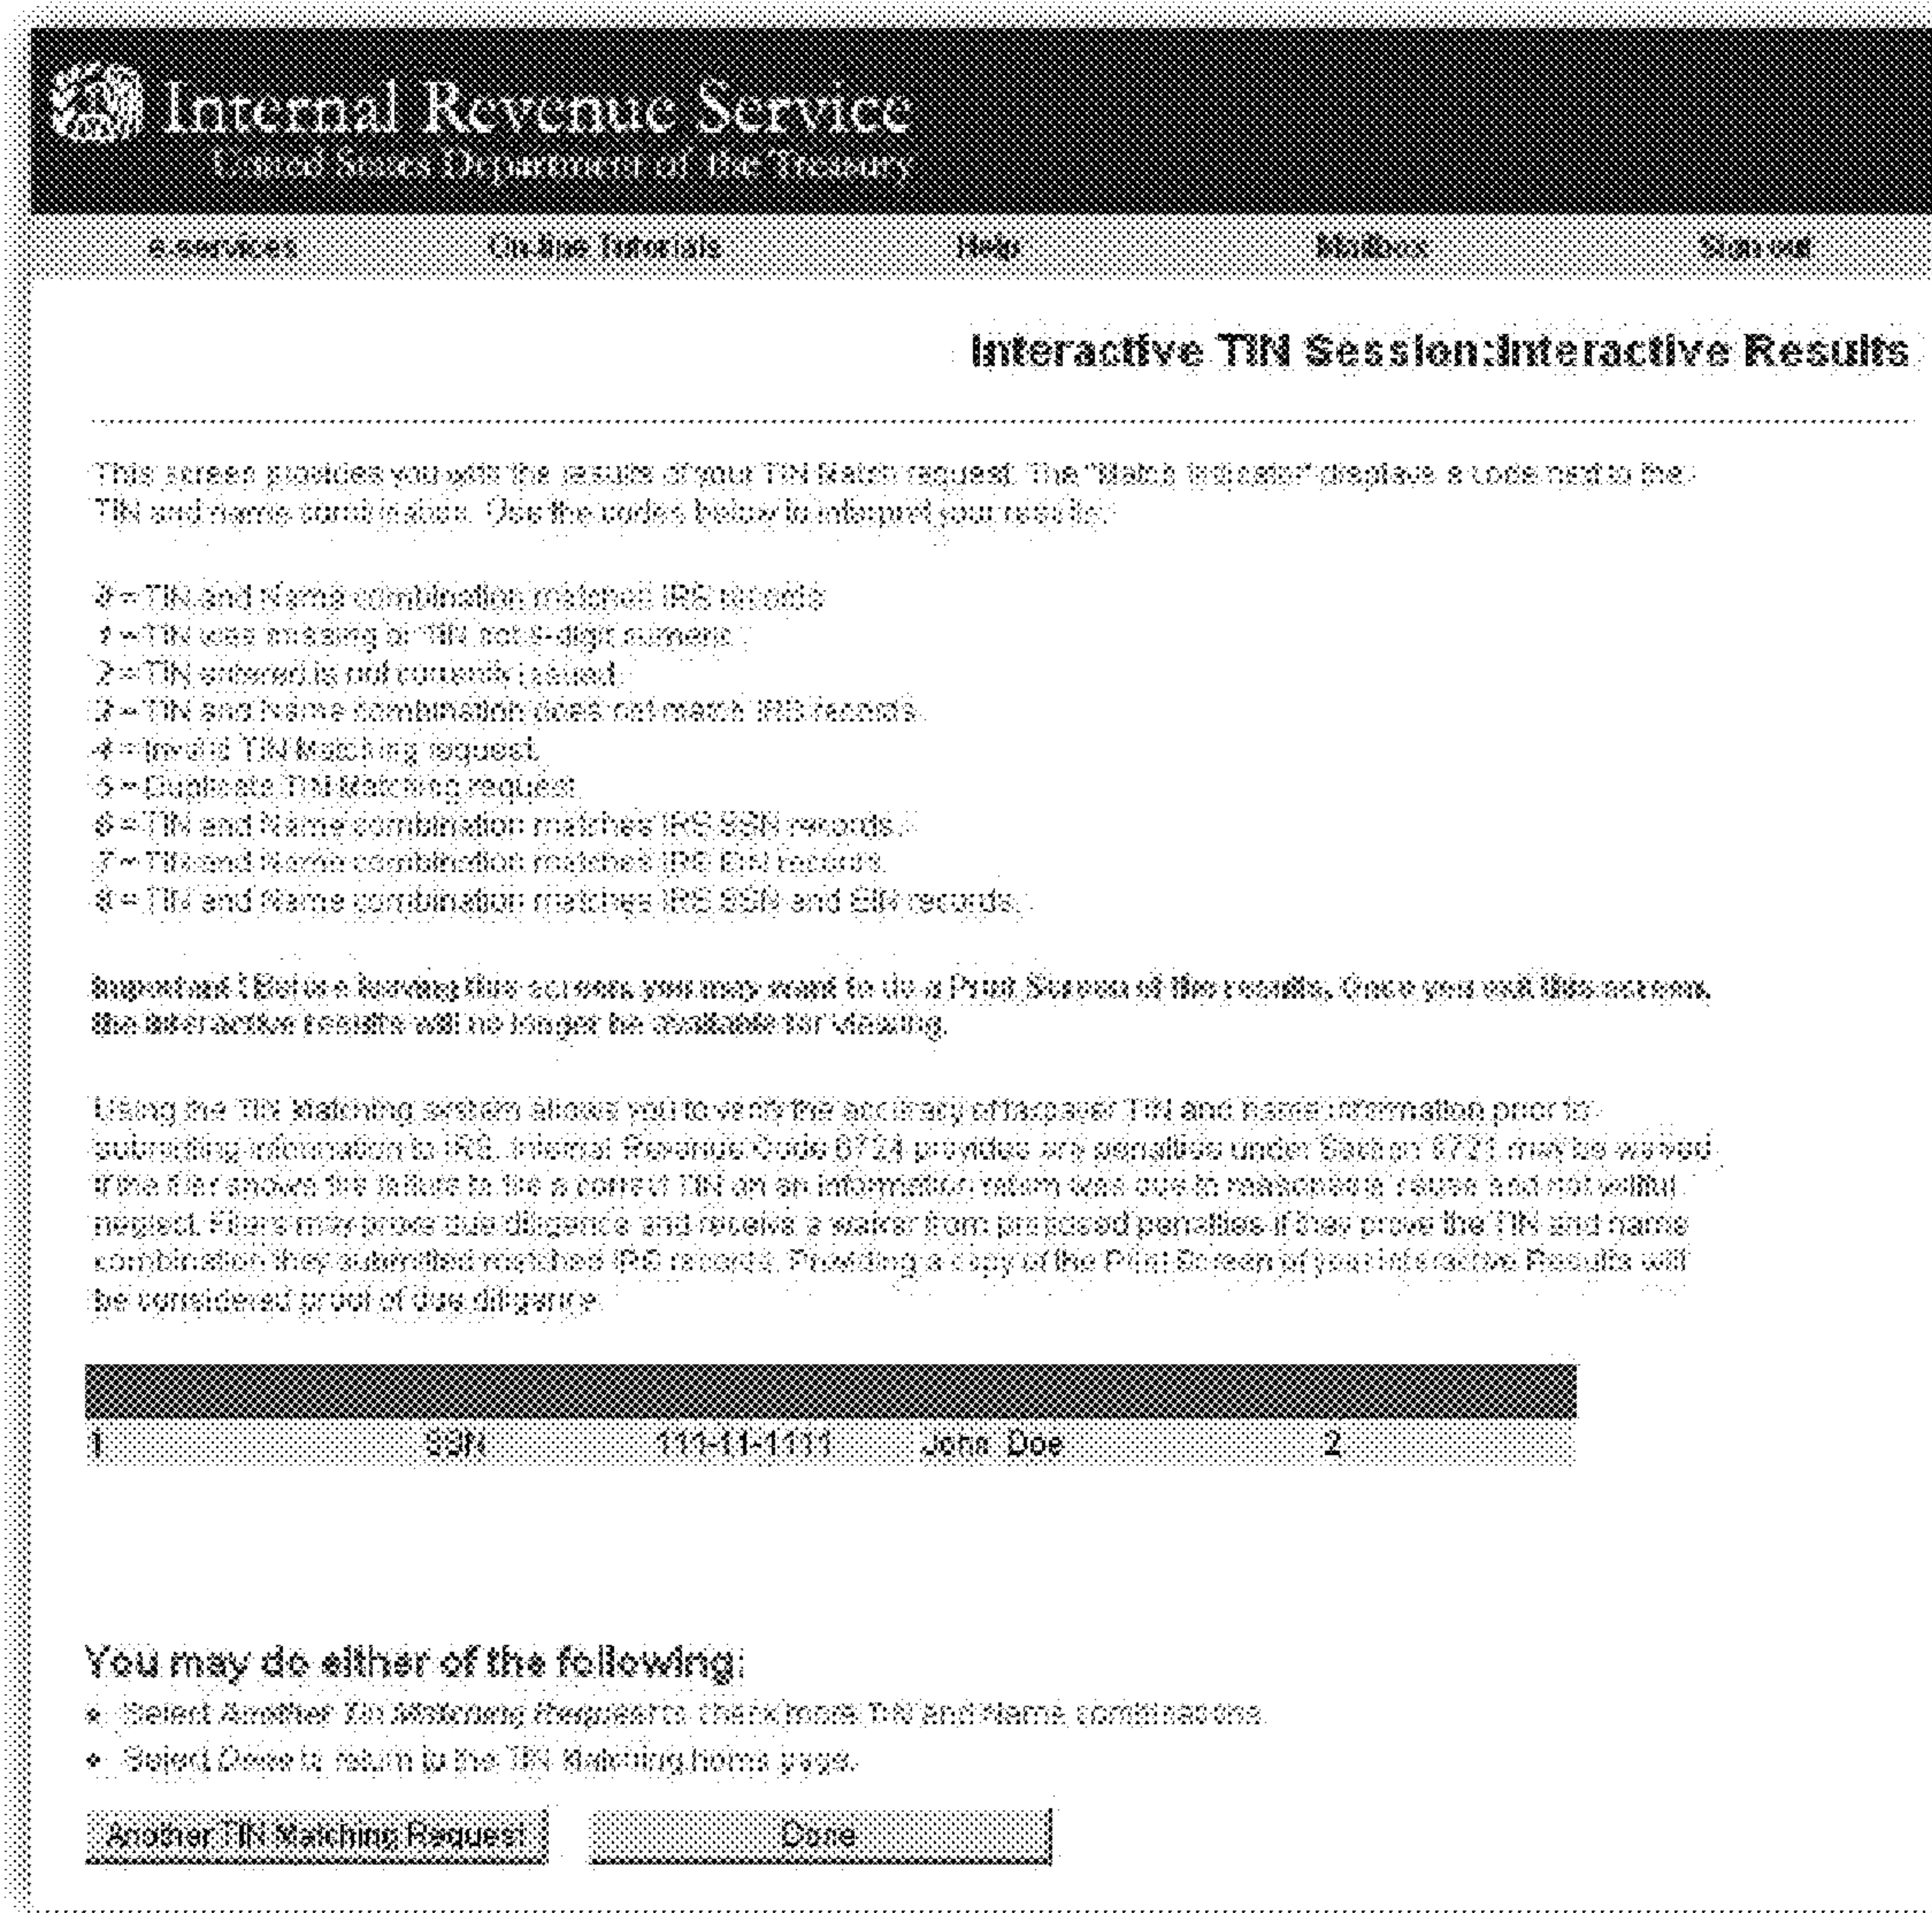 Internal Revenue Service
United States Department of the Treasury
e-services On-line Tutorials Help Mailbox Sign out
Interactive TIN Session:Interactive Results
This screen provides you with the results of your TIN Match request. The "Match Indicator" displays a code next to the
TIN and name combination. Use the codes below to interpret your results.
0 = TIN and Name combination matches IRS records
1 = TIN was missing or TIN not 9-digit numeric.
2 = TIN entered is not currently issued.
3 = TIN and Name combination does not match IRS records.
4 = Invalid TIN Matching request.
5 = Duplicate TIN Matching request.
6 = TIN and Name combination matches IRS SSN records.
7 = TIN and Name combination matches IRS EIN records.
8 = TIN and Name combination matches IRS SSN and EIN records.
Important! Before leaving this screen, you may want to do a Print Screen of the results. Once you exit this screen,
the interactive results will no longer be available for viewing.
Using the TIN Matching system allows you to verify the accuracy of taxpayer TIN and name information prior to
submitting information to IRS. Internal Revenue Code 6724 provides any penalties under Section 6721 may be waived
if the filer shows the failure to file a correct TIN on an information return was due to reasonable cause and not willful
neglect. Filers may prove due diligence and receive a waiver from proposed penalties if they prove the TIN and name
combination they submitted matched IRS records. Providing a copy of the Print Screen of your Interactive Results will
be considered proof of due diligence.
1 SSN 111-11-1111 John Doe 2
You may do either of the following:
• Select Another Tin Matching Request to check more TIN and Name combinations.
• Select Done to return to the TIN Matching home page.
Another TIN Matching Request Done